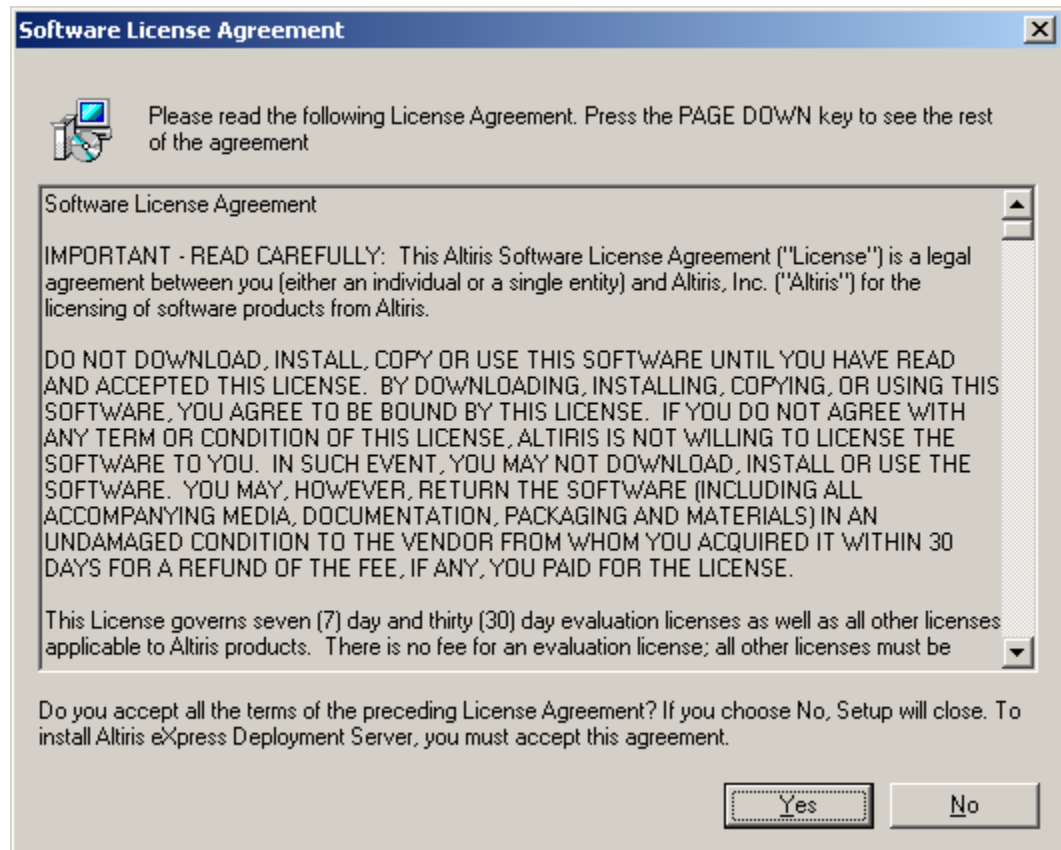 Software License Agreement
Please read the following License Agreement. Press the PAGE DOWN key to see the rest
of the agreement
Software License Agreement
IMPORTANT - READ CAREFULLY:  This Altiris Software License Agreement ("License") is a legal
agreement between you (either an individual or a single entity) and Altiris, Inc. ("Altiris") for the
licensing of software products from Altiris.
DO NOT DOWNLOAD, INSTALL, COPY OR USE THIS SOFTWARE UNTIL YOU HAVE READ
AND ACCEPTED THIS LICENSE.  BY DOWNLOADING, INSTALLING, COPYING, OR USING THIS
SOFTWARE, YOU AGREE TO BE BOUND BY THIS LICENSE.  IF YOU DO NOT AGREE WITH
ANY TERM OR CONDITION OF THIS LICENSE, ALTIRIS IS NOT WILLING TO LICENSE THE
SOFTWARE TO YOU.  IN SUCH EVENT, YOU MAY NOT DOWNLOAD, INSTALL OR USE THE
SOFTWARE.  YOU MAY, HOWEVER, RETURN THE SOFTWARE (INCLUDING ALL
ACCOMPANYING MEDIA, DOCUMENTATION, PACKAGING AND MATERIALS) IN AN
UNDAMAGED CONDITION TO THE VENDOR FROM WHOM YOU ACQUIRED IT WITHIN 30
DAYS FOR A REFUND OF THE FEE, IF ANY, YOU PAID FOR THE LICENSE.
This License governs seven (7) day and thirty (30) day evaluation licenses as well as all other licenses
applicable to Altiris products.  There is no fee for an evaluation license; all other licenses must be
Do you accept all the terms of the preceding License Agreement? If you choose No, Setup will close. To
install Altiris eXpress Deployment Server, you must accept this agreement.
Yes No